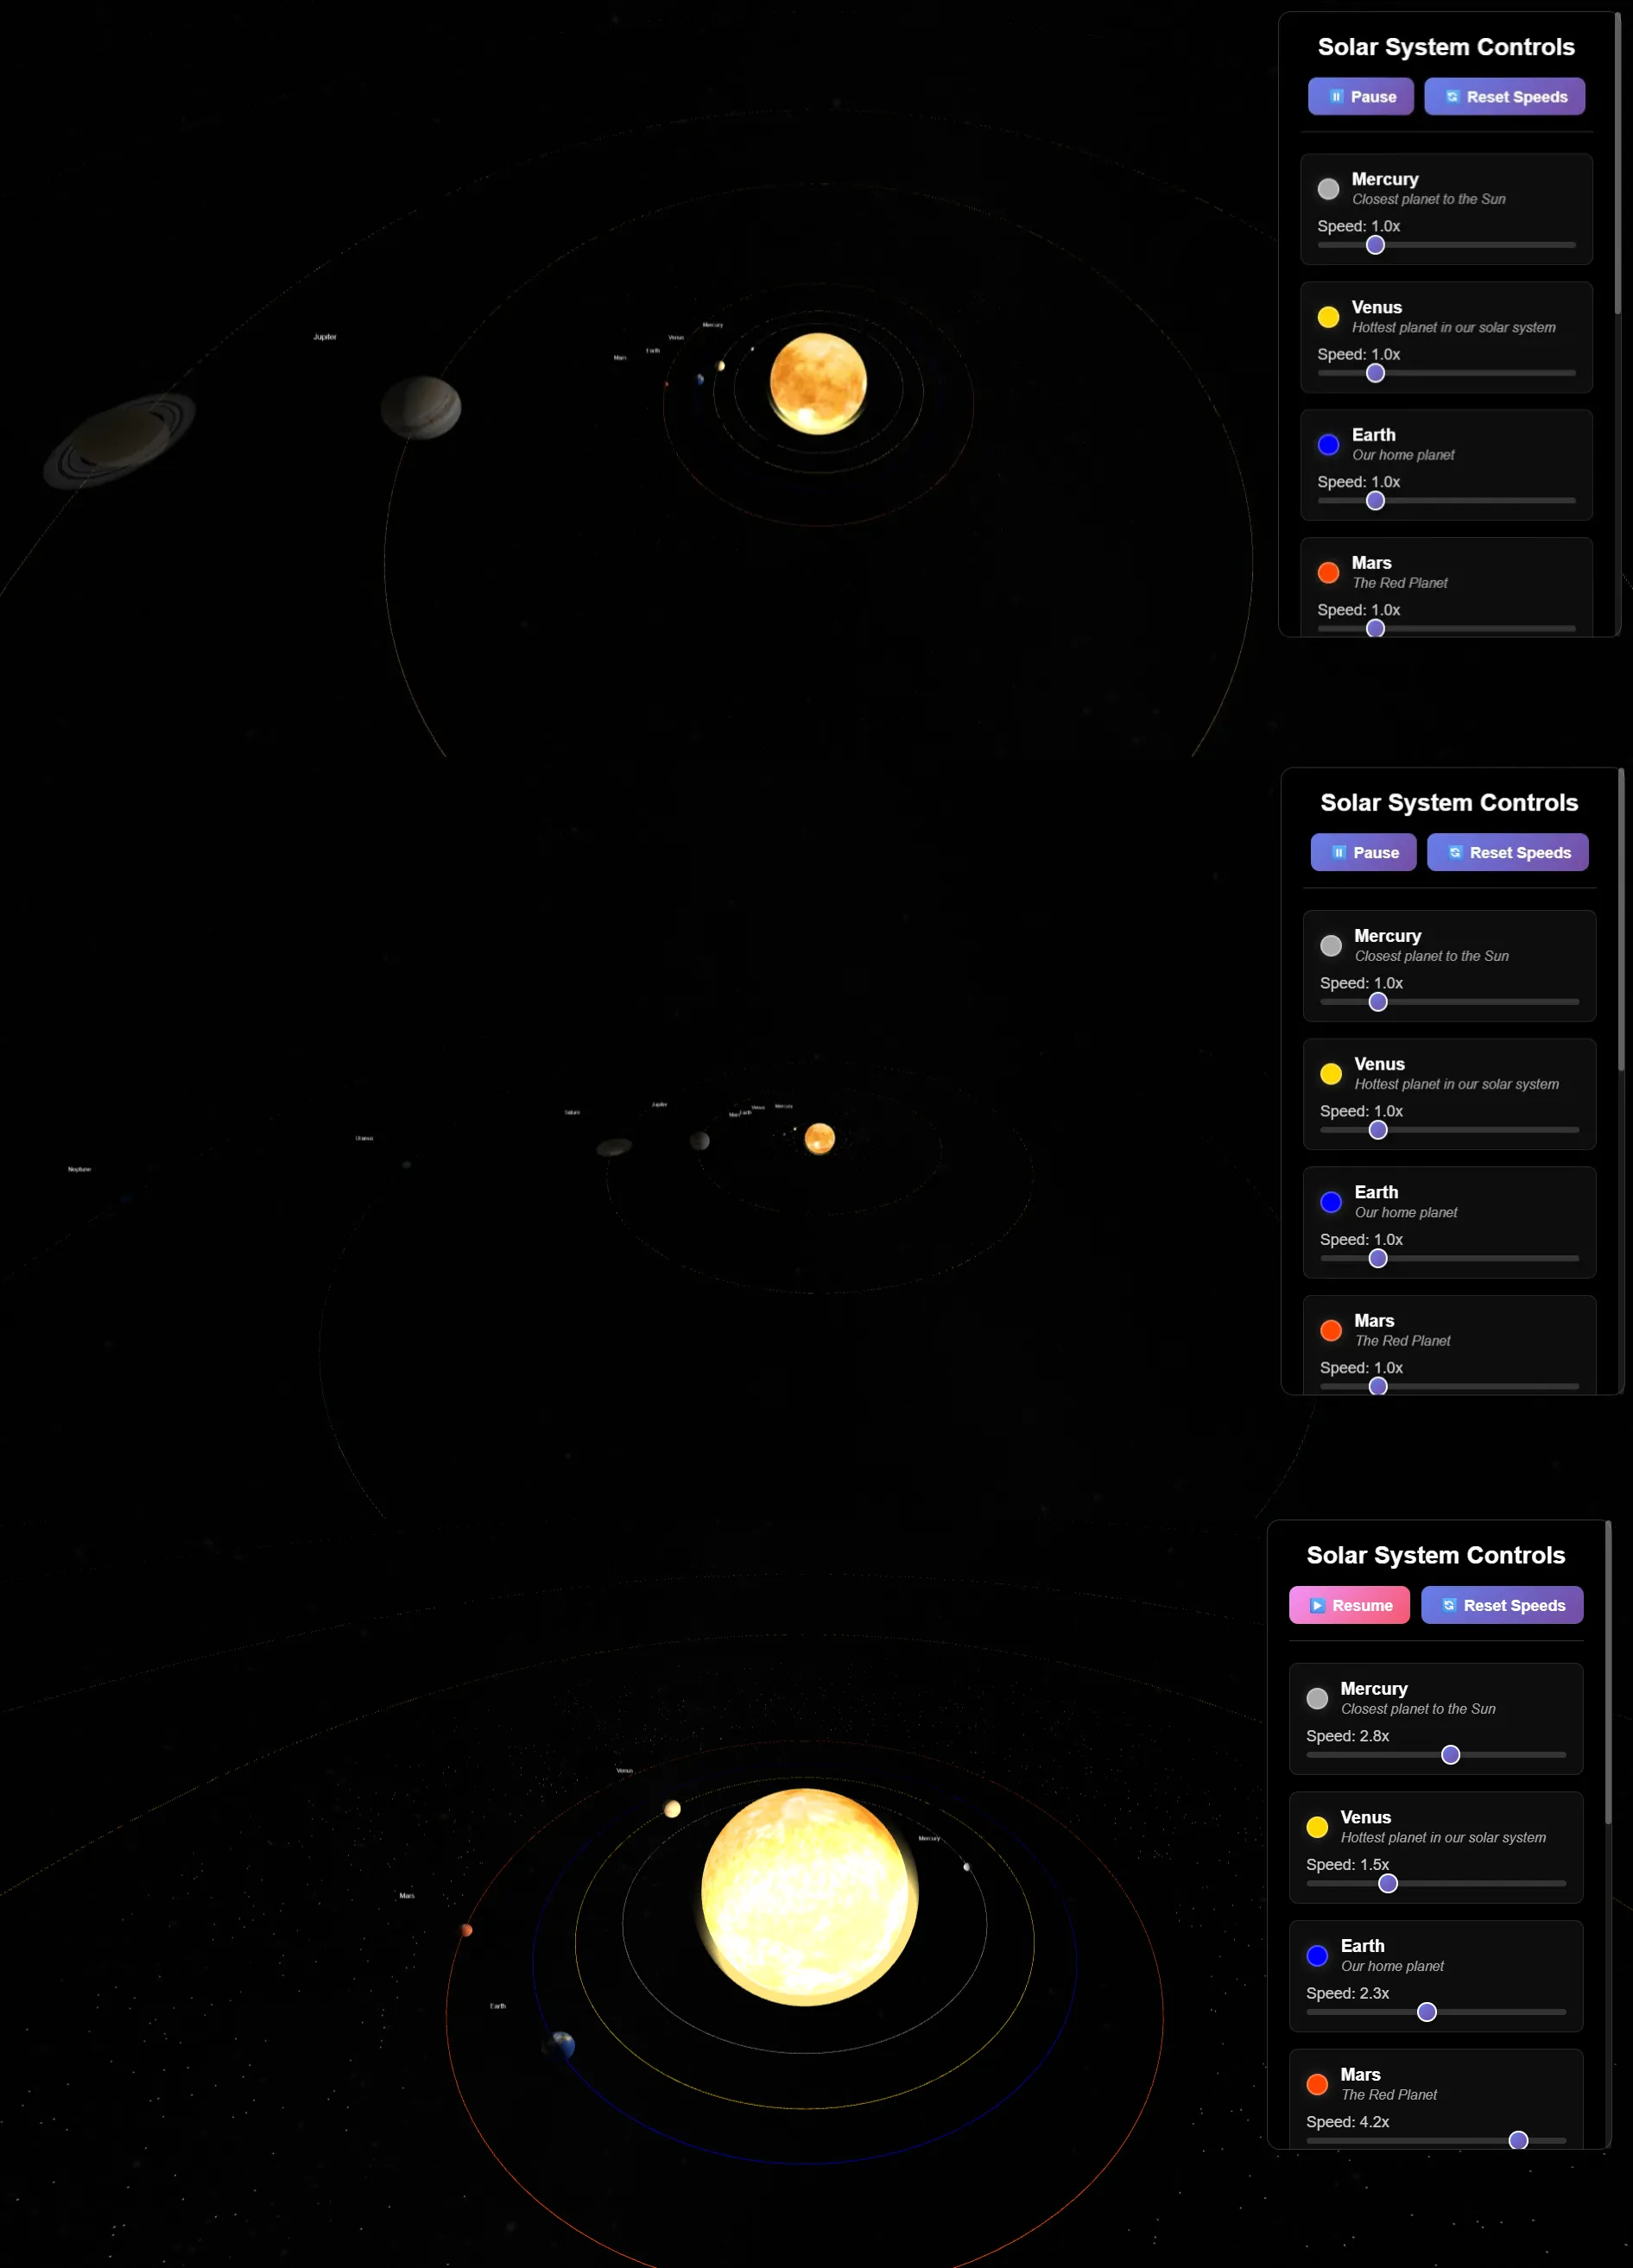 Solar System Controls
Pause
Reset Speeds
Mercury
Closest planet to the Sun
Speed: 1.0x
Venus
Hottest planet in our solar system
Speed: 1.0x
Earth
Our home planet
Speed: 1.0x
Mars
The Red Planet
Speed: 1.0x
Jupiter
Mercury
Venus
Earth
Mars
Solar System Controls
Pause
Reset Speeds
Mercury
Closest planet to the Sun
Speed: 1.0x
Venus
Hottest planet in our solar system
Speed: 1.0x
Earth
Our home planet
Speed: 1.0x
Mars
The Red Planet
Speed: 1.0x
Neptune
Uranus
Saturn
Jupiter
Mars
Earth
Venus
Mercury
Solar System Controls
Resume
Reset Speeds
Mercury
Closest planet to the Sun
Speed: 2.8x
Venus
Hottest planet in our solar system
Speed: 1.5x
Earth
Our home planet
Speed: 2.3x
Mars
The Red Planet
Speed: 4.2x
Venus
Mercury
Mars
Earth